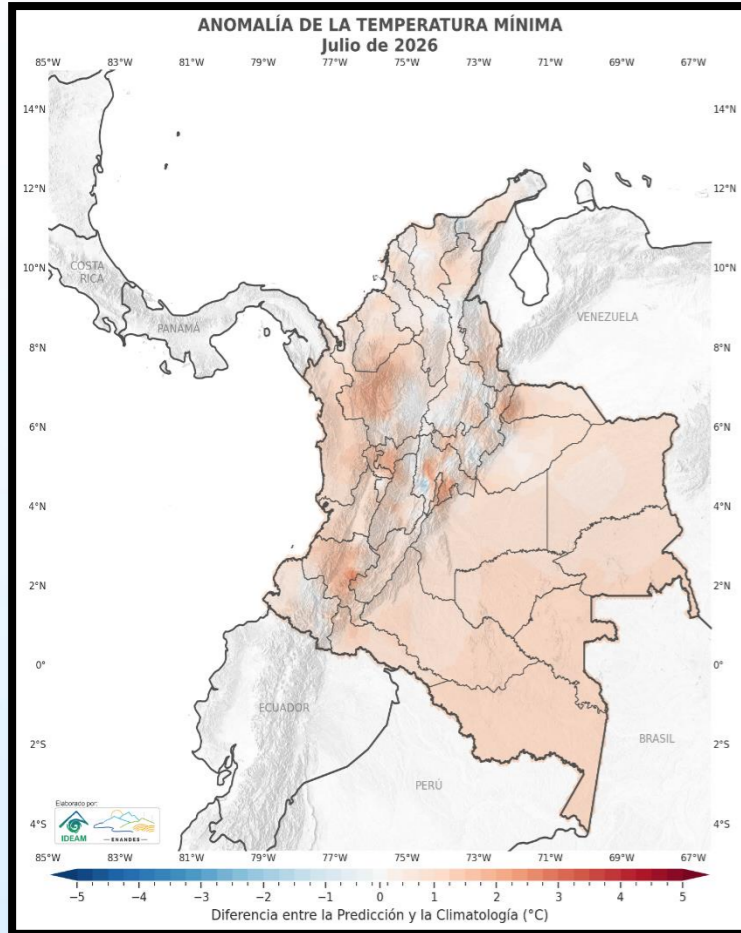 ANOMALÍA DE LA TEMPERATURA MÍNIMA
Julio de 2026
85°W 83°W 81°W 79°W 77°W 75°W 73°W 71°W 69°W 67°W
14°N 14°N
12°N 12°N
COSTA
RICA
10°N 10°N
PANAMÁ
VENEZUELA
8°N 8°N
6°N 6°N
4°N 4°N
2°N 2°N
0° 0°
ECUADOR
BRASIL
2°S 2°S
PERÚ
Elaborado por:
IDEAM
ENANDES
4°S 4°S
85°W 83°W 81°W 79°W 77°W 75°W 73°W 71°W 69°W 67°W
−5 −4 −3 −2 −1 0 1 2 3 4 5
Diferencia entre la Predicción y la Climatología (°C)